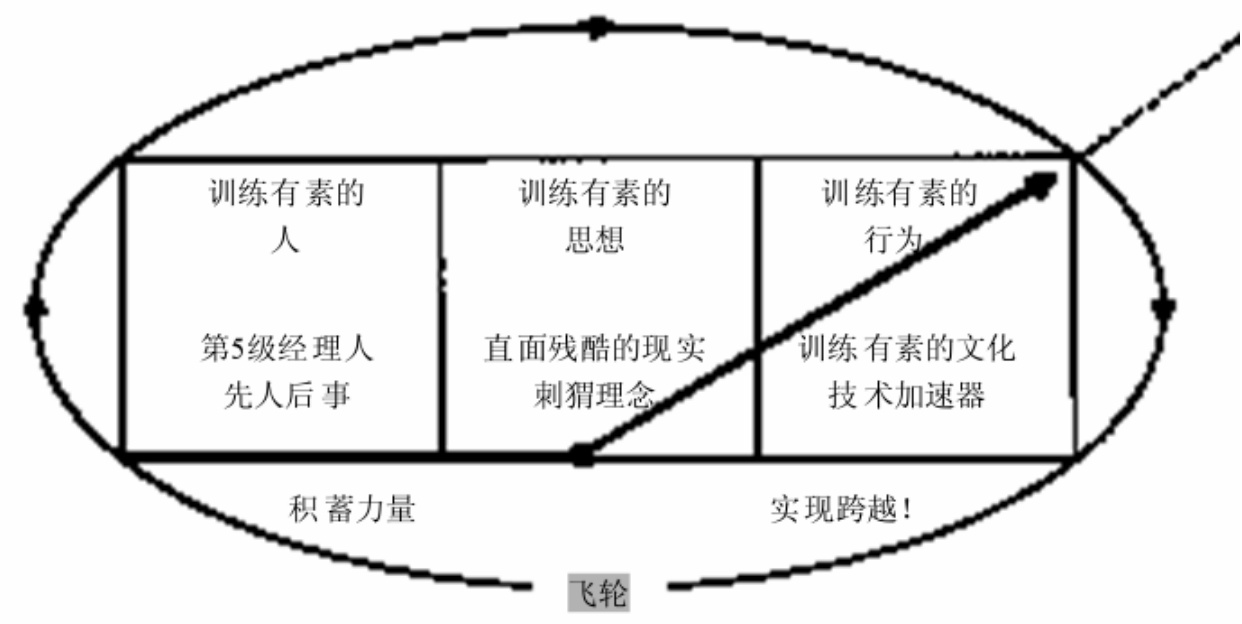 训练有素的
人
训练有素的
思想
训练有素的
行为
第5级经理人
先人后事
直面残酷的现实
刺猬理念
训练有素的文化
技术加速器
积蓄力量
实现跨越！
飞轮